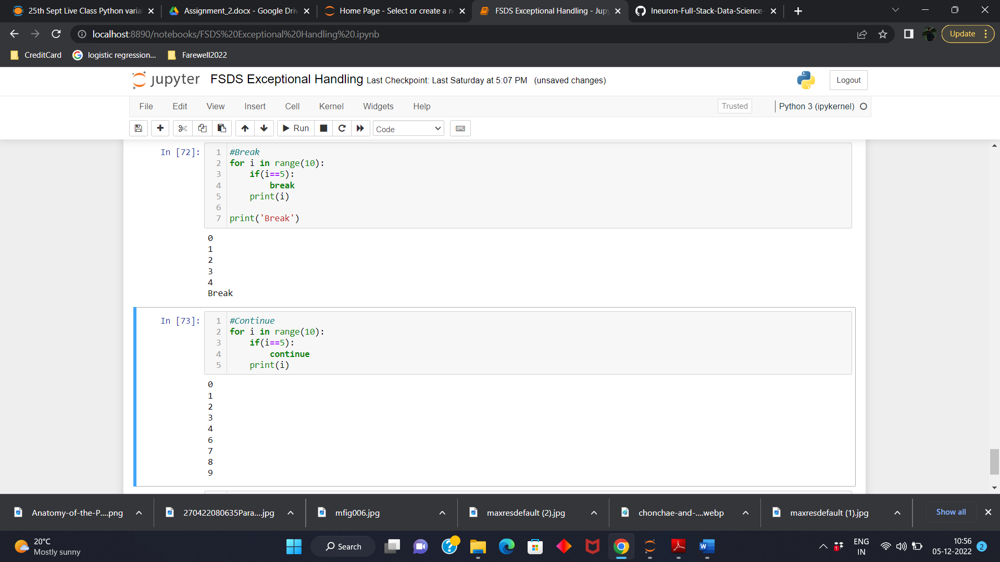 25th Sept Live Class Python varia
Assignment_2.docx - Google Driv
Home Page - Select or create a n
FSDS Exceptional Handling - Jupy
Ineuron-Full-Stack-Data-Science-
localhost:8890/notebooks/FSDS%20Exceptional%20Handling%20.ipynb
Update
CreditCard
logistic regression...
Farewell2022
jupyter FSDS Exceptional Handling Last Checkpoint: Last Saturday at 5:07 PM (unsaved changes)
Logout
File Edit View Insert Cell Kernel Widgets Help
Trusted
Python 3 (ipykernel)
Run
Code
In [72]:
1 #Break
2 for i in range(10):
3     if(i==5):
4         break
5     print(i)
6
7 print('Break')
0
1
2
3
4
Break
In [73]:
1 #Continue
2 for i in range(10):
3     if(i==5):
4         continue
5     print(i)
0
1
2
3
4
6
7
8
9
Anatomy-of-the-P....png
270422080635Para....jpg
mfig006.jpg
maxresdefault (2).jpg
chonchae-and-....webp
maxresdefault (1).jpg
Show all
20°C
Mostly sunny
Search
1
ENG
IN
10:56
05-12-2022
2